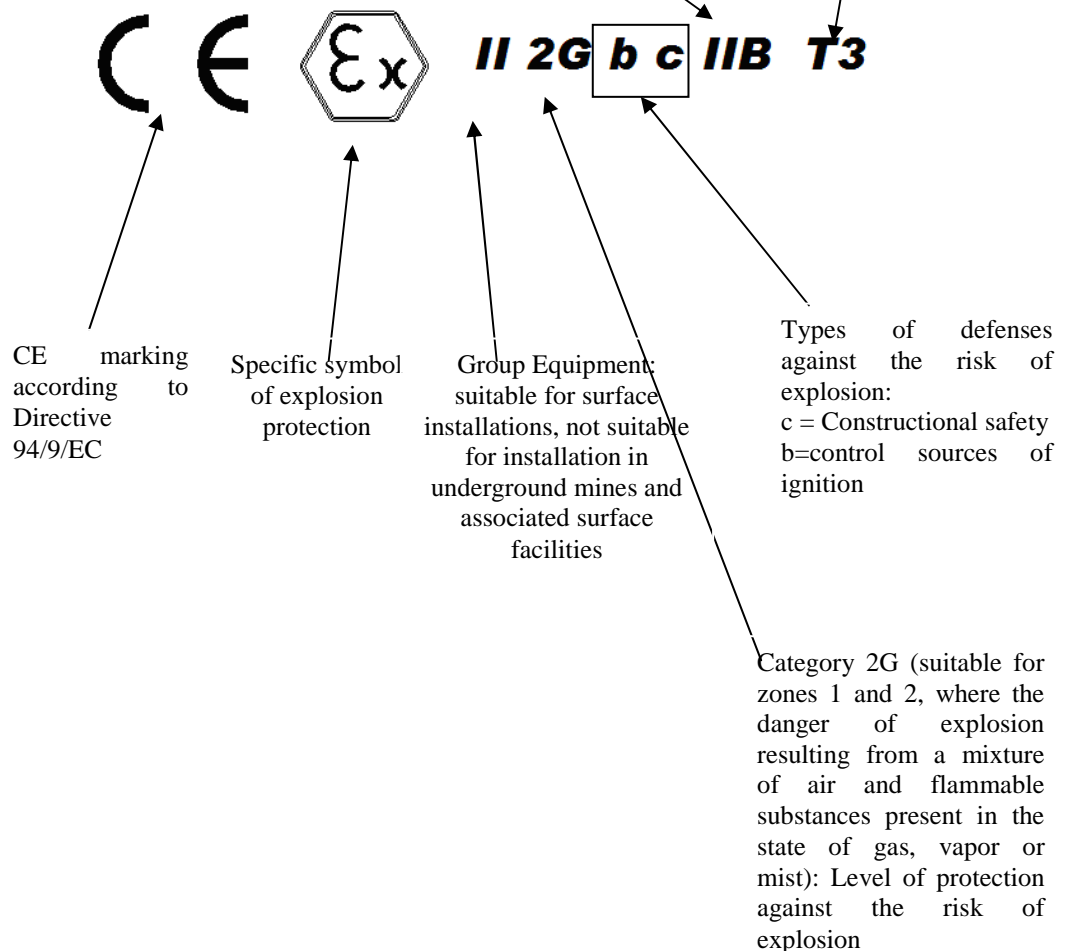 CE Ex II 2G b c IIB T3
CE marking
according to
Directive
94/9/EC
Specific symbol
of explosion
protection
Group Equipment:
suitable for surface
installations, not suitable
for installation in
underground mines and
associated surface
facilities
Types of defenses
against the risk of
explosion:
c = Constructional safety
b=control sources of
ignition
Category 2G (suitable for
zones 1 and 2, where the
danger of explosion
resulting from a mixture
of air and flammable
substances present in the
state of gas, vapor or
mist): Level of protection
against the risk of
explosion